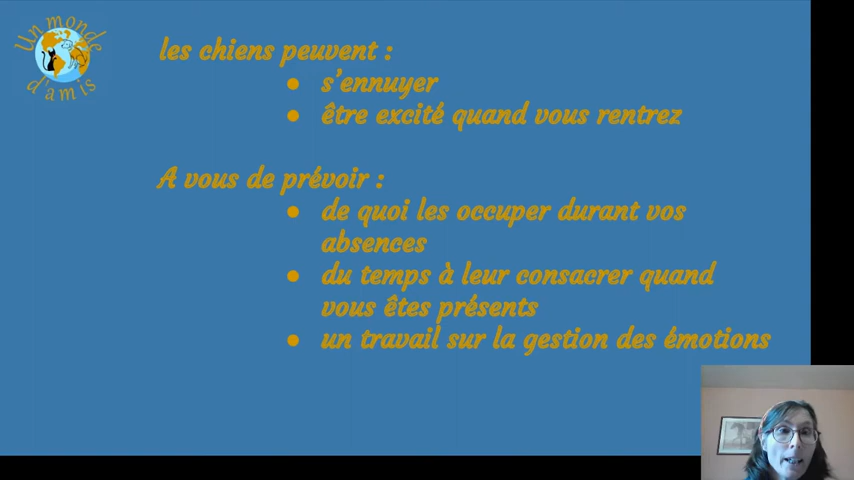 Un monde
d'amis
les chiens peuvent :
● s'ennuyer
● être excité quand vous rentrez
A vous de prévoir :
● de quoi les occuper durant vos
absences
● du temps à leur consacrer quand
vous êtes présents
● un travail sur la gestion des émotions